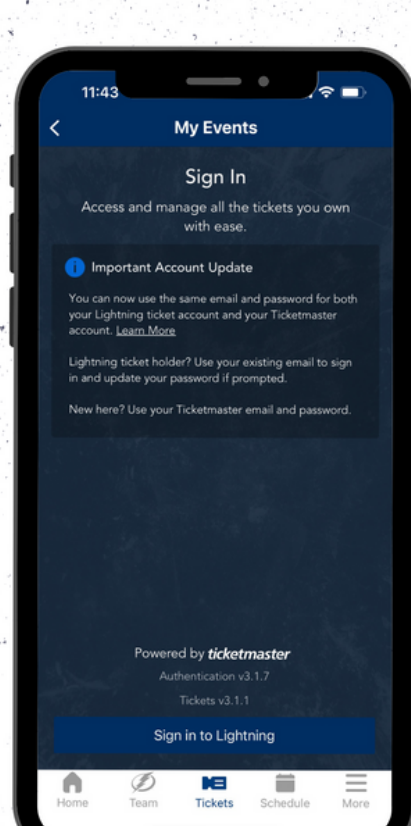 11:43
My Events
Sign In
Access and manage all the tickets you own
with ease.
Important Account Update
You can now use the same email and password for both
your Lightning ticket account and your Ticketmaster
account. Learn More
Lightning ticket holder? Use your existing email to sign
in and update your password if prompted.
New here? Use your Ticketmaster email and password.
Powered by ticketmaster
Authentication v3.1.7
Tickets v3.1.1
Sign in to Lightning
Home Team Tickets Schedule More